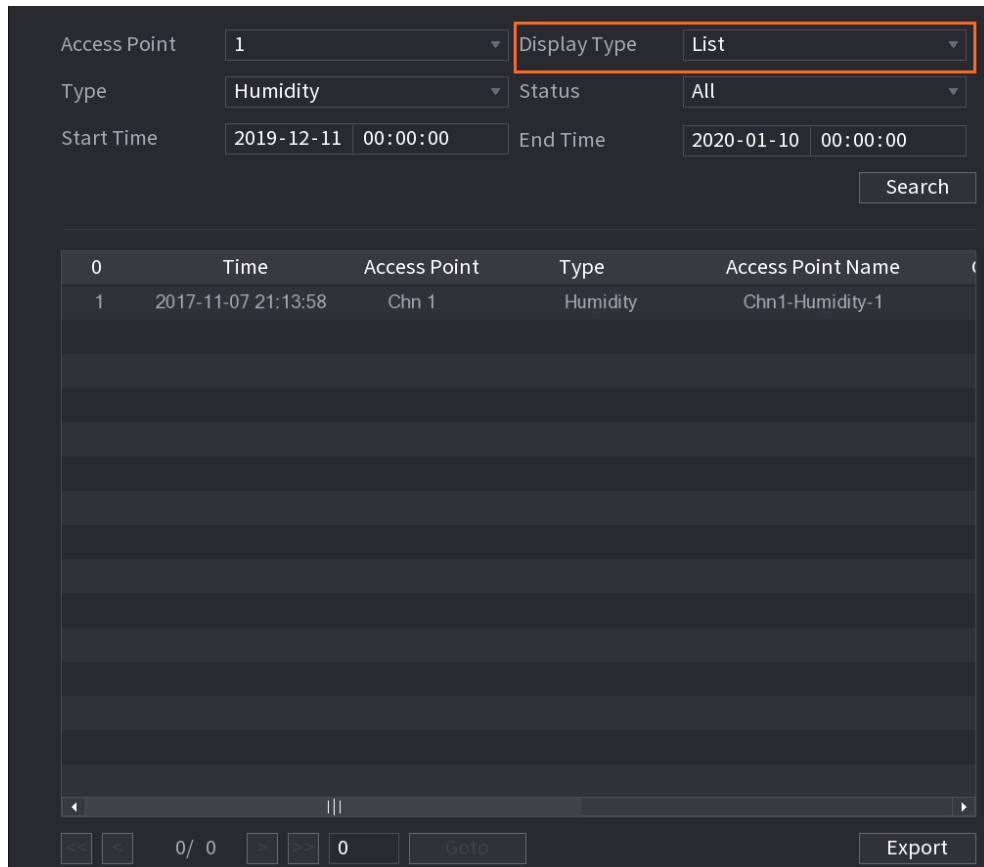 Access Point 1 Display Type List
Type Humidity Status All
Start Time 2019-12-11 00:00:00 End Time 2020-01-10 00:00:00
Search
0 Time Access Point Type Access Point Name
1 2017-11-07 21:13:58 Chn 1 Humidity Chn1-Humidity-1
<< < 0/ 0 > >> 0 Goto Export